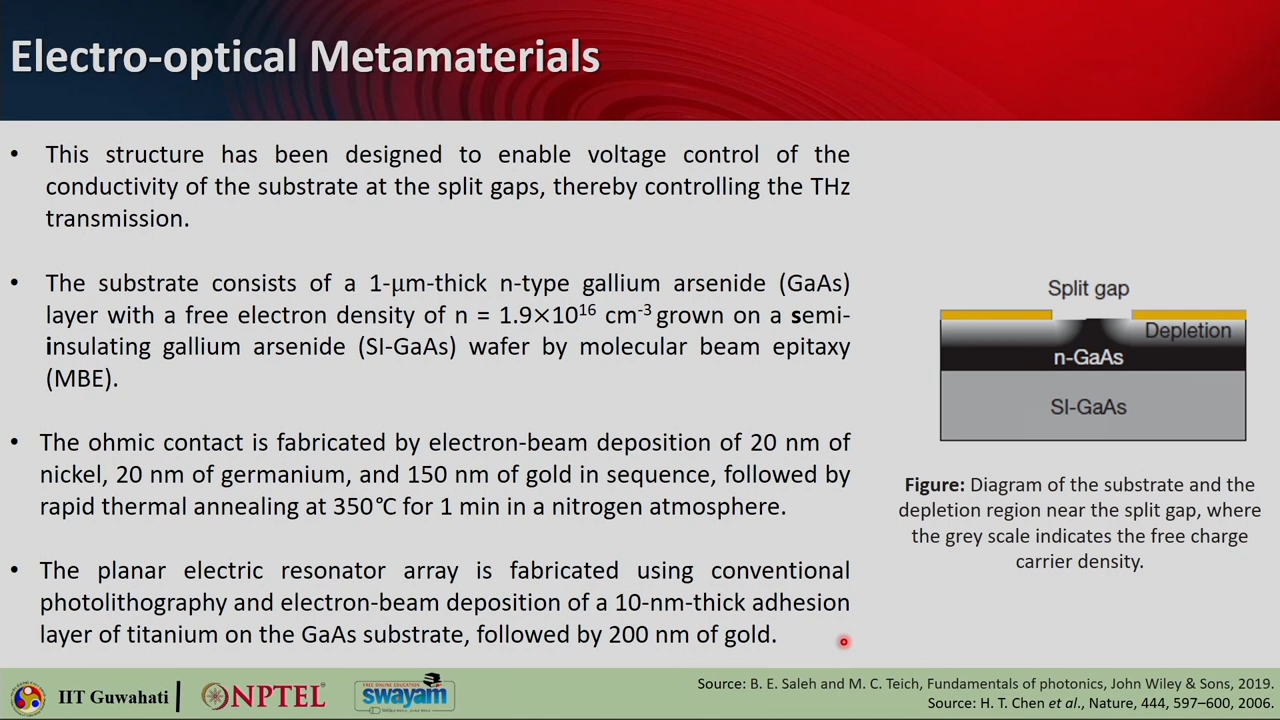 Electro-optical Metamaterials
• This structure has been designed to enable voltage control of the
conductivity of the substrate at the split gaps, thereby controlling the THz
transmission.
• The substrate consists of a 1-μm-thick n-type gallium arsenide (GaAs)
layer with a free electron density of n = 1.9×10¹⁶ cm⁻³ grown on a semi-
insulating gallium arsenide (SI-GaAs) wafer by molecular beam epitaxy
(MBE).
• The ohmic contact is fabricated by electron-beam deposition of 20 nm of
nickel, 20 nm of germanium, and 150 nm of gold in sequence, followed by
rapid thermal annealing at 350℃ for 1 min in a nitrogen atmosphere.
• The planar electric resonator array is fabricated using conventional
photolithography and electron-beam deposition of a 10-nm-thick adhesion
layer of titanium on the GaAs substrate, followed by 200 nm of gold.
Split gap
Depletion
n-GaAs
SI-GaAs
Figure: Diagram of the substrate and the
depletion region near the split gap, where
the grey scale indicates the free charge
carrier density.
IIT Guwahati
NPTEL
FREE ONLINE EDUCATION
swayam
Source: B. E. Saleh and M. C. Teich, Fundamentals of photonics, John Wiley & Sons, 2019.
Source: H. T. Chen et al., Nature, 444, 597–600, 2006.